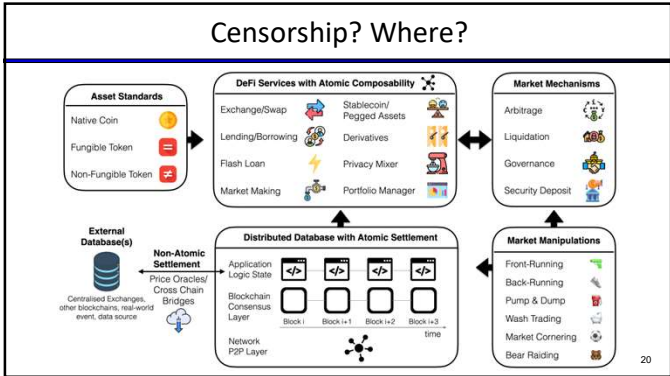 Censorship? Where?
Asset Standards
Native Coin
Fungible Token
=
Non-Fungible Token
≠
DeFi Services with Atomic Composability
Exchange/Swap
Stablecoin/
Pegged Assets
Lending/Borrowing
Derivatives
Flash Loan
Privacy Mixer
Market Making
Portfolio Manager
Market Mechanisms
Arbitrage
Liquidation
Governance
Security Deposit
External
Database(s)
Centralised Exchanges,
other blockchains, real-world
event, data source
Non-Atomic
Settlement
Price Oracles/
Cross Chain
Bridges
Distributed Database with Atomic Settlement
Application
Logic State
</> </> </> </>
Blockchain
Consensus
Layer
Block i Block i+1 Block i+2 Block i+3
time
Network
P2P Layer
Market Manipulations
Front-Running
Back-Running
Pump & Dump
Wash Trading
Market Cornering
Bear Raiding
20